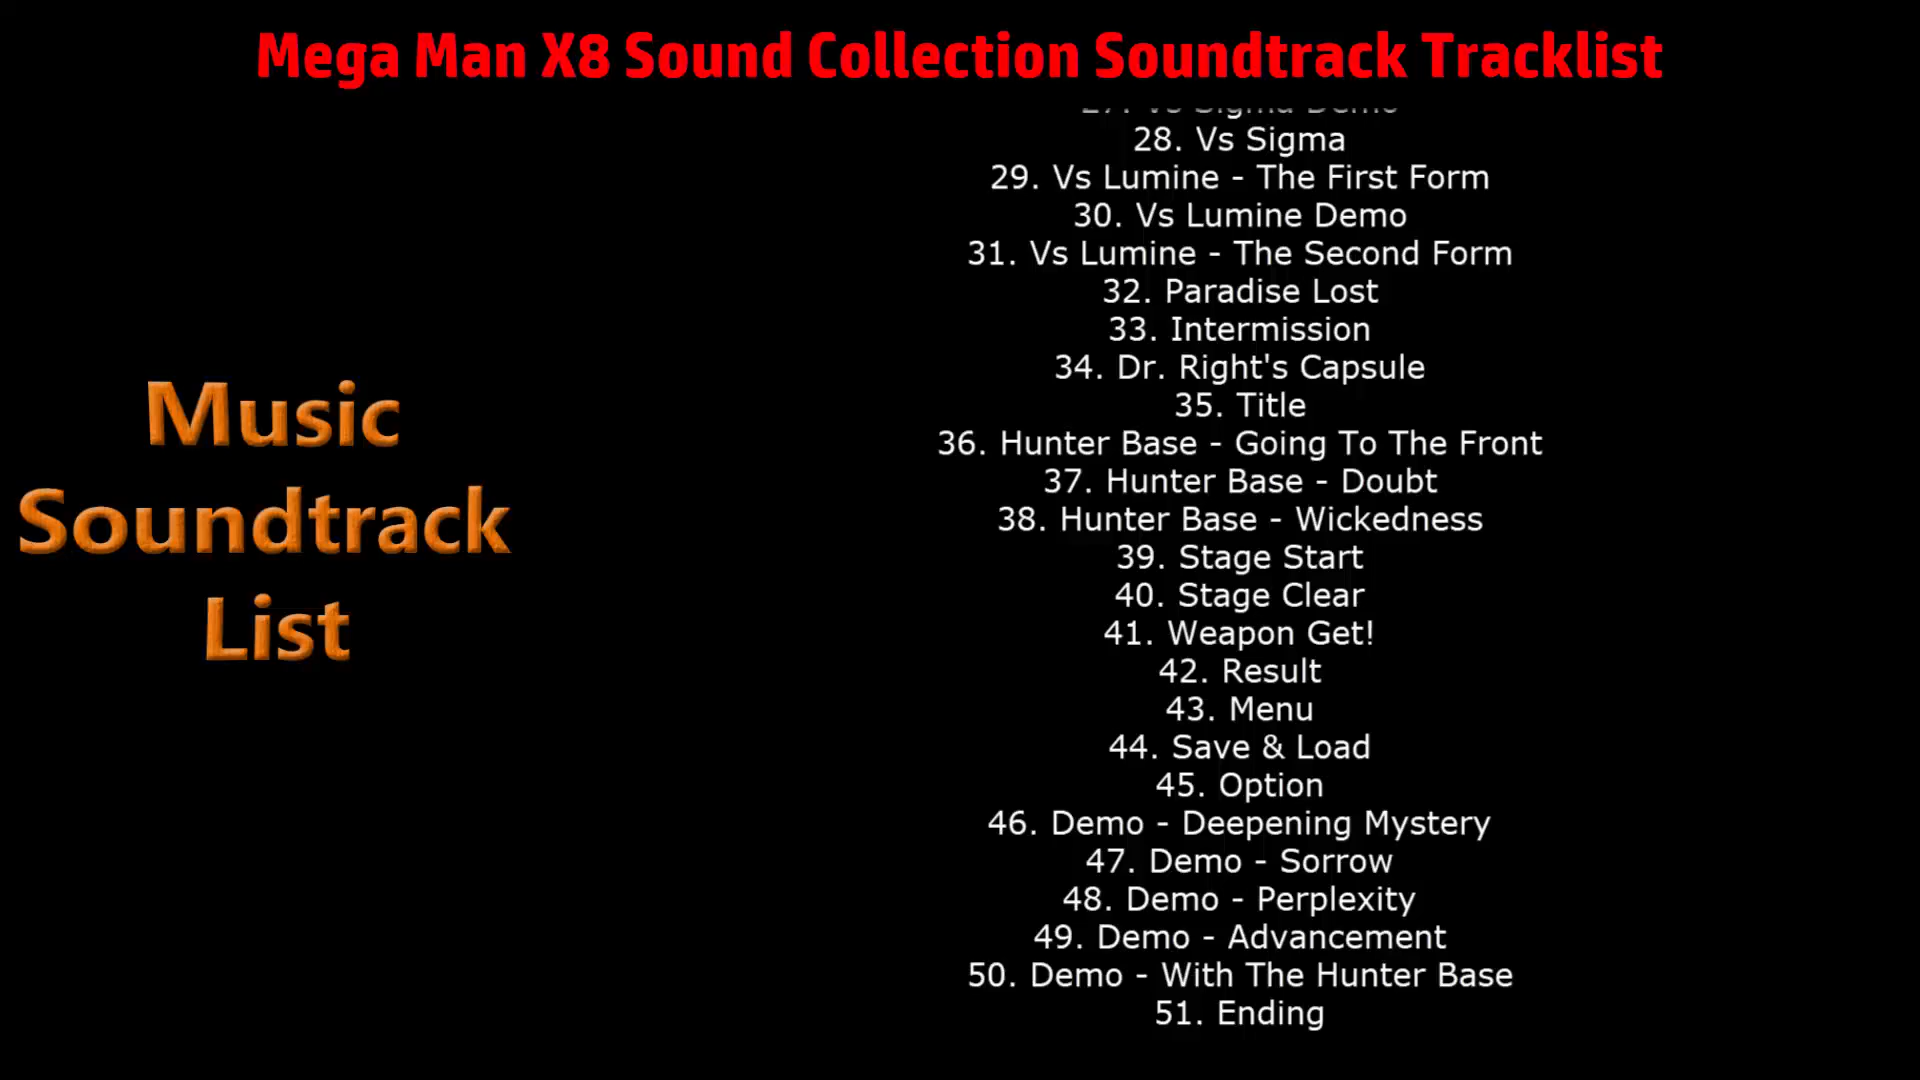 Mega Man X8 Sound Collection Soundtrack Tracklist
27. Vs Sigma Demo
28. Vs Sigma
29. Vs Lumine - The First Form
30. Vs Lumine Demo
31. Vs Lumine - The Second Form
32. Paradise Lost
33. Intermission
34. Dr. Right's Capsule
35. Title
36. Hunter Base - Going To The Front
37. Hunter Base - Doubt
38. Hunter Base - Wickedness
39. Stage Start
40. Stage Clear
41. Weapon Get!
42. Result
43. Menu
44. Save & Load
45. Option
46. Demo - Deepening Mystery
47. Demo - Sorrow
48. Demo - Perplexity
49. Demo - Advancement
50. Demo - With The Hunter Base
51. Ending
Music
Soundtrack
List